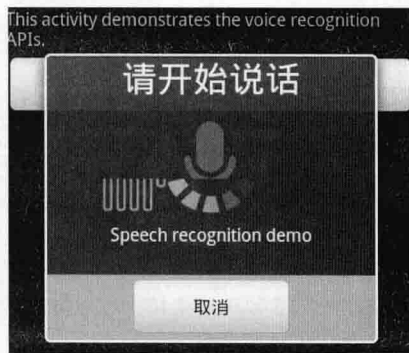 This activity demonstrates the voice recognition
APIs.
请开始说话
Speech recognition demo
取消